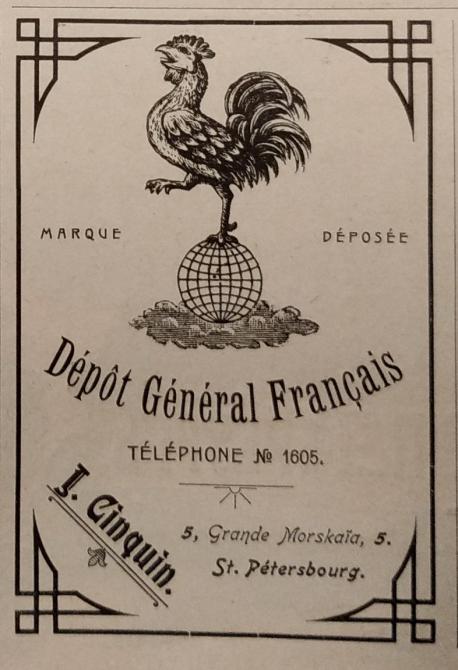 MARQUE DÉPOSÉE
Dépôt Général Français
TÉLÉPHONE № 1605.
I. Cinquin.
5, Grande Morskaïa, 5.
St. Pétersbourg.